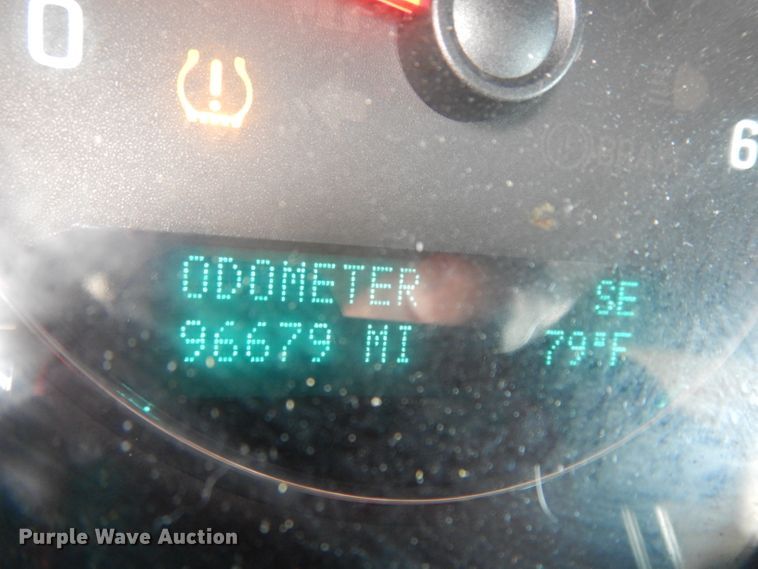 0
6
ODOMETER SE
96679 MI 79°F
Purple Wave Auction